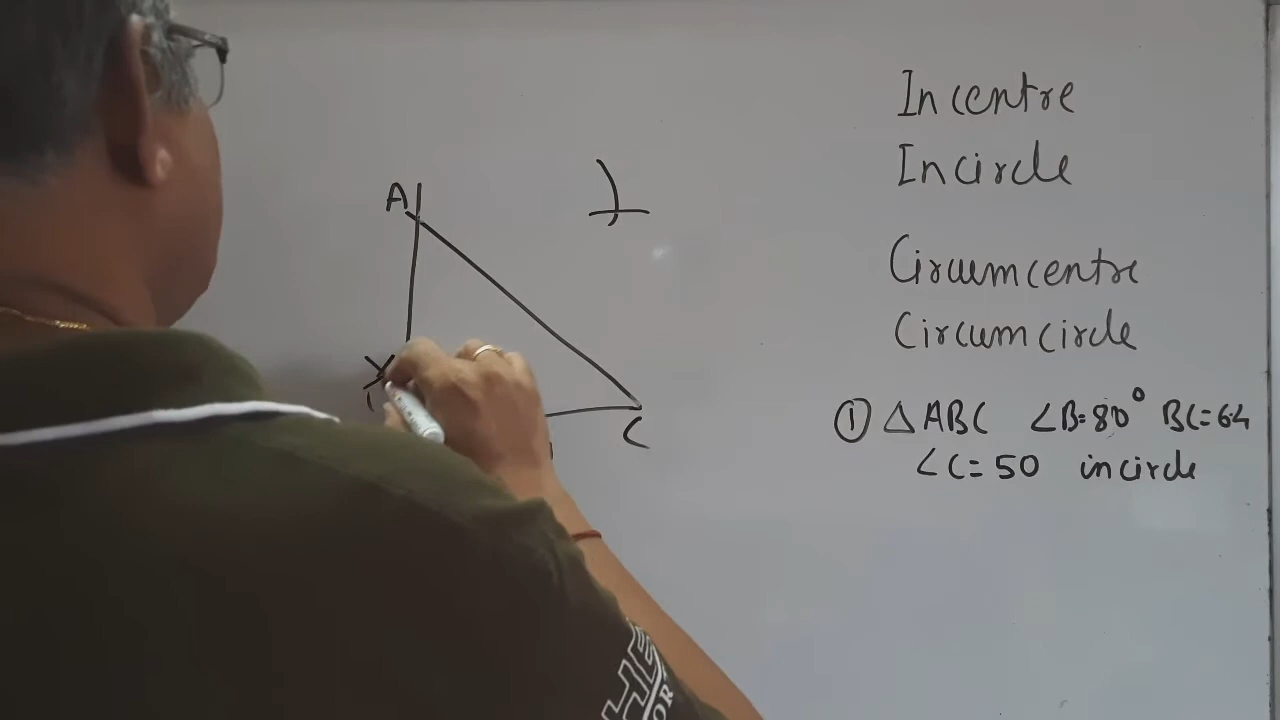 Incentre
Incircle
Circumcentre
Circumcircle
A
C
① △ABC ∠B=80° BC=6.4
∠C=50 incircle